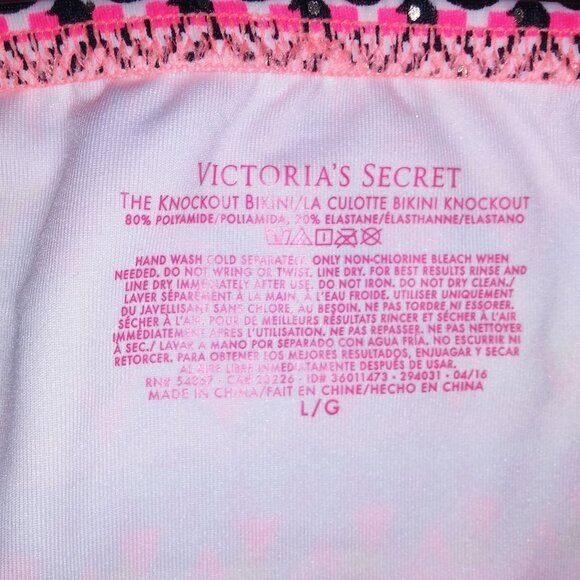 VICTORIA'S SECRET
THE KNOCKOUT BIKINI/LA CULOTTE BIKINI KNOCKOUT
80% POLYAMIDE/POLIAMIDA, 20% ELASTANE/ÉLASTHANNE/ELASTANO
HAND WASH COLD SEPARATELY. ONLY NON-CHLORINE BLEACH WHEN
NEEDED. DO NOT WRING OR TWIST. LINE DRY. FOR BEST RESULTS RINSE AND
LINE DRY IMMEDIATELY AFTER USE. DO NOT IRON. DO NOT DRY CLEAN./
LAVER SÉPARÉMENT À LA MAIN, À L'EAU FROIDE. UTILISER UNIQUEMENT
DU JAVELLISANT SANS CHLORE, AU BESOIN. NE PAS TORDRE NI ESSORER.
SÉCHER À L'AIR. POUR DE MEILLEURS RÉSULTATS RINCER ET SÉCHER À L'AIR
IMMÉDIATEMENT APRÈS L'UTILISATION. NE PAS REPASSER. NE PAS NETTOYER
À SEC./ LAVAR A MANO POR SEPARADO CON AGUA FRÍA. NO ESCURRIR NI
RETORCER. PARA OBTENER LOS MEJORES RESULTADOS, ENJUAGAR Y SECAR
AL AIRE LIBRE INMEDIATAMENTE DESPUÉS DE USAR.
RN# 54867 • CA# 23226 • ID# 36011473 • 294031 • 04/16
MADE IN CHINA/FAIT EN CHINE/HECHO EN CHINA
L/G